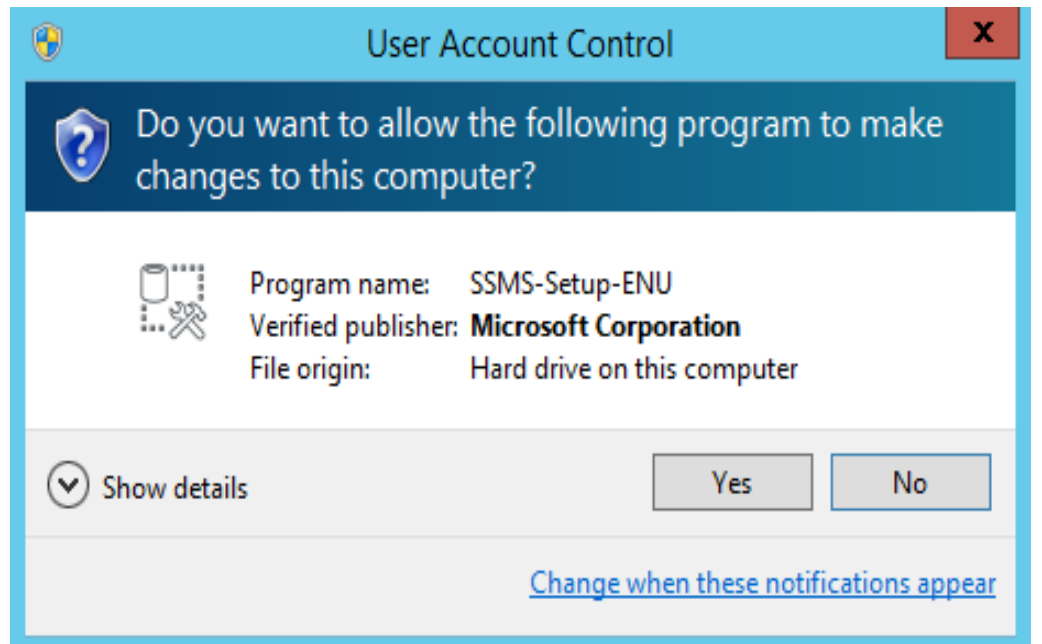 User Account Control
x
Do you want to allow the following program to make
changes to this computer?
Program name: SSMS-Setup-ENU
Verified publisher: Microsoft Corporation
File origin: Hard drive on this computer
Show details
Yes
No
Change when these notifications appear